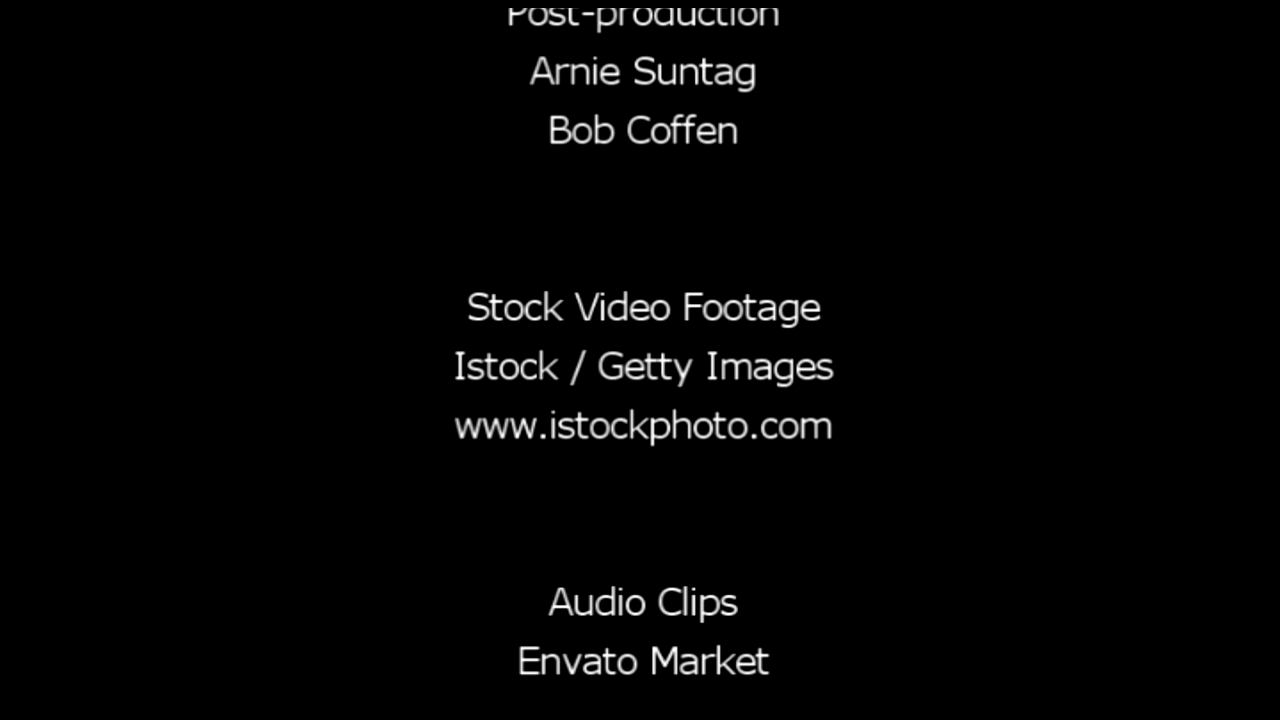 Post-production
Arnie Suntag
Bob Coffen
Stock Video Footage
Istock / Getty Images
www.istockphoto.com
Audio Clips
Envato Market